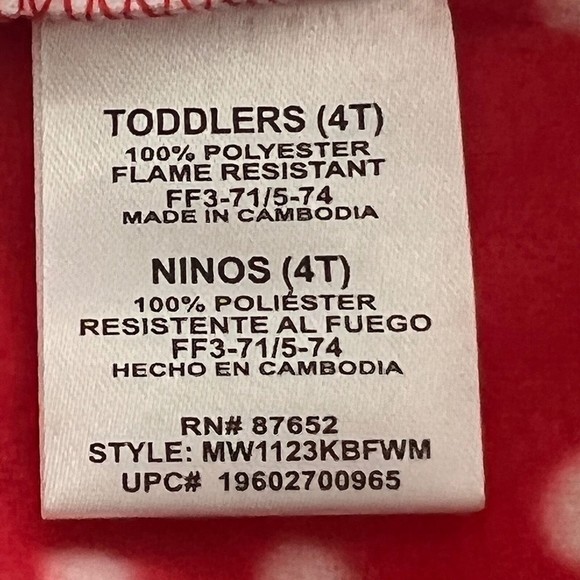 TODDLERS (4T)
100% POLYESTER
FLAME RESISTANT
FF3-71/5-74
MADE IN CAMBODIA
NINOS (4T)
100% POLIÉSTER
RESISTENTE AL FUEGO
FF3-71/5-74
HECHO EN CAMBODIA
RN# 87652
STYLE: MW1123KBFWM
UPC# 19602700965